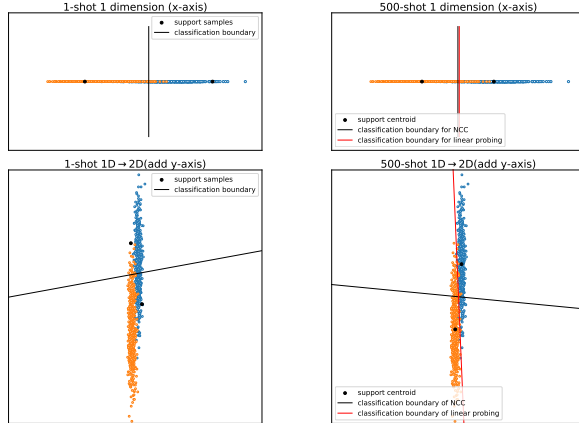 1-shot 1 dimension (x-axis)
support samples
classification boundary
500-shot 1 dimension (x-axis)
support centroid
classification boundary for NCC
classification boundary for linear probing
1-shot 1D→2D(add y-axis)
support samples
classification boundary
500-shot 1D→2D(add y-axis)
support centroid
classification boundary of NCC
classification boundary of linear probing